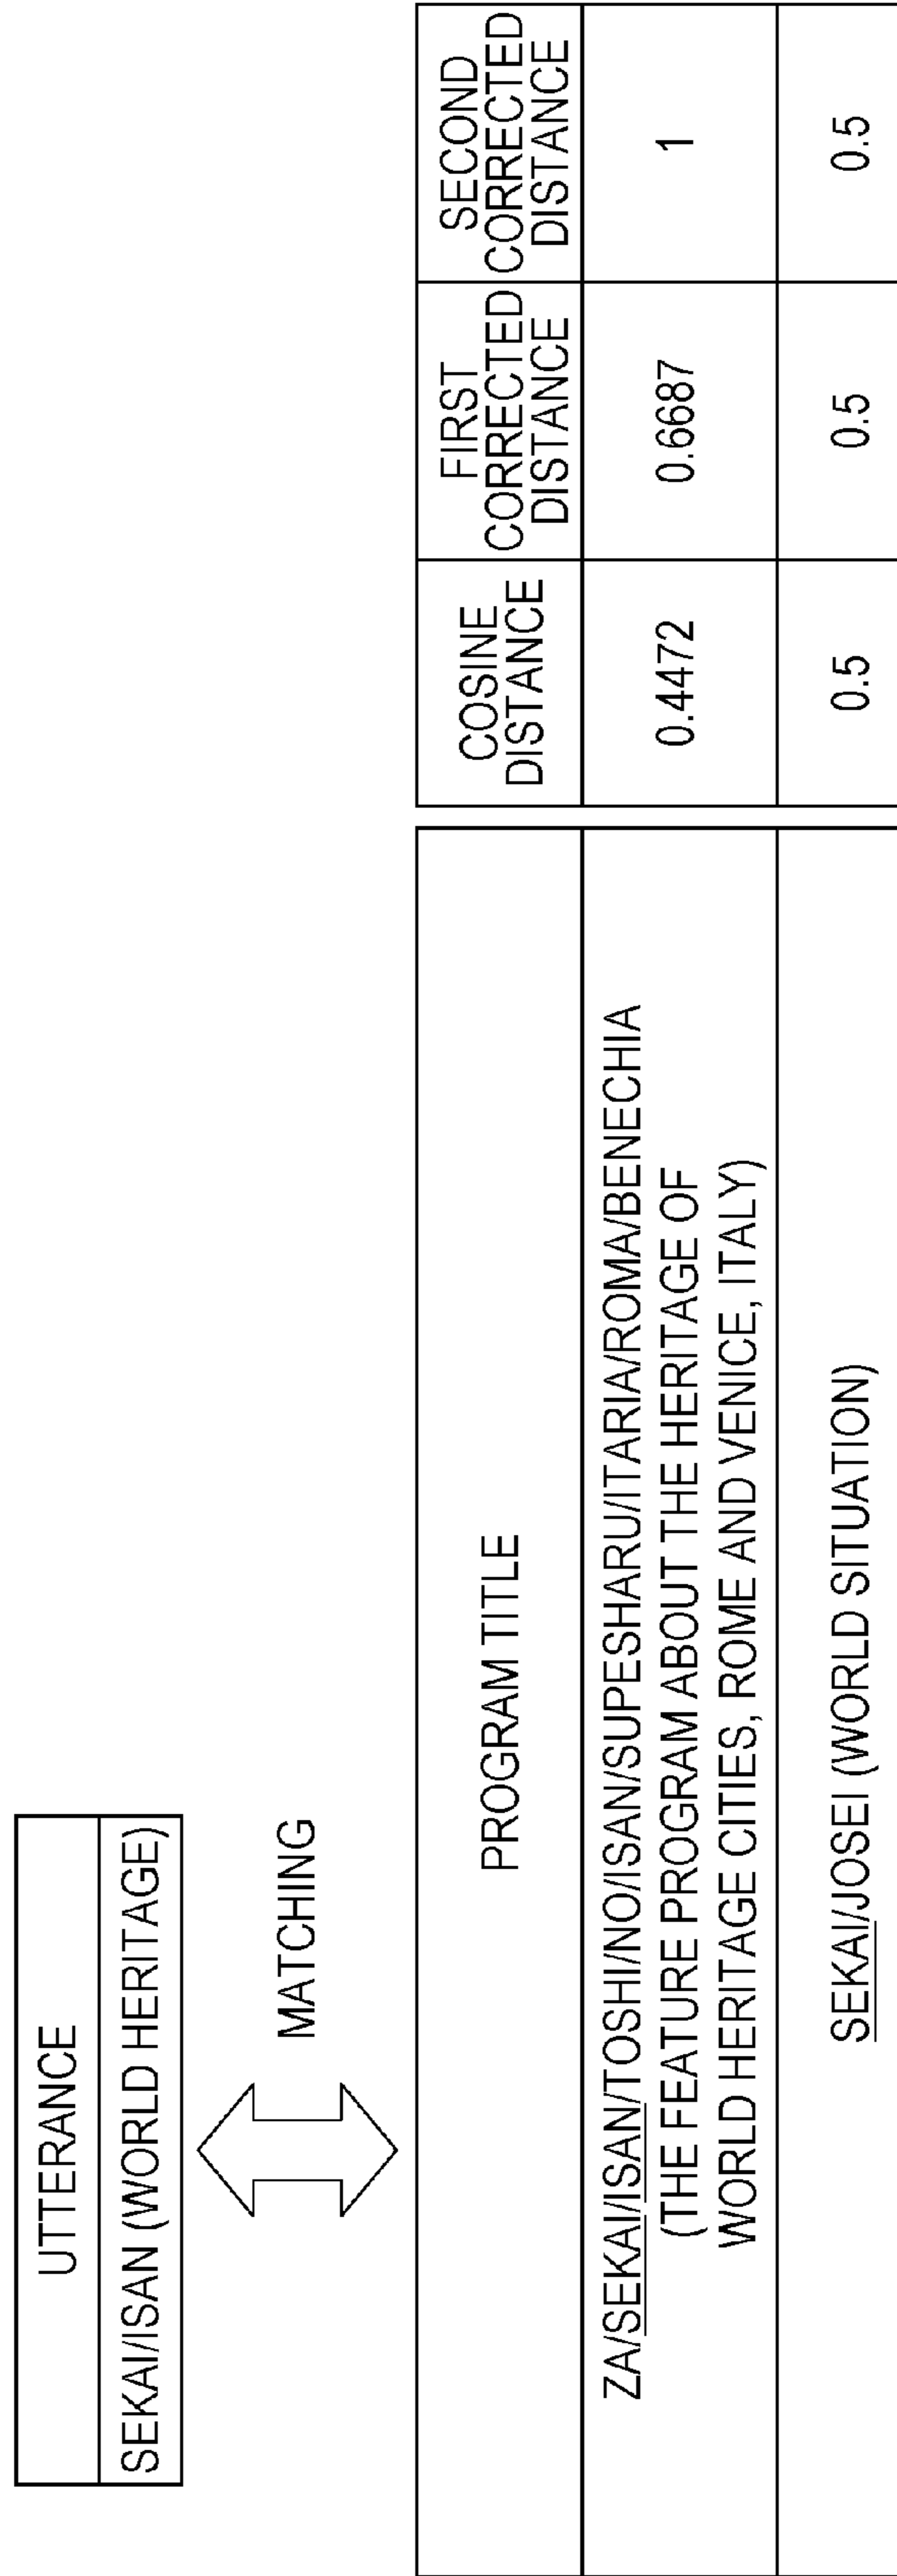 UTTERANCE
SEKAI/ISAN (WORLD HERITAGE)
MATCHING
PROGRAM TITLE
COSINE
DISTANCE
FIRST
CORRECTED
DISTANCE
SECOND
CORRECTED
DISTANCE
ZA/SEKAI/ISAN/TOSHI/NO/ISAN/SUPESHARU/ITARIA/ROMA/BENECHIA
(THE FEATURE PROGRAM ABOUT THE HERITAGE OF
WORLD HERITAGE CITIES, ROME AND VENICE, ITALY)
0.4472
0.6687
1
SEKAI/JOSEI (WORLD SITUATION)
0.5
0.5
0.5